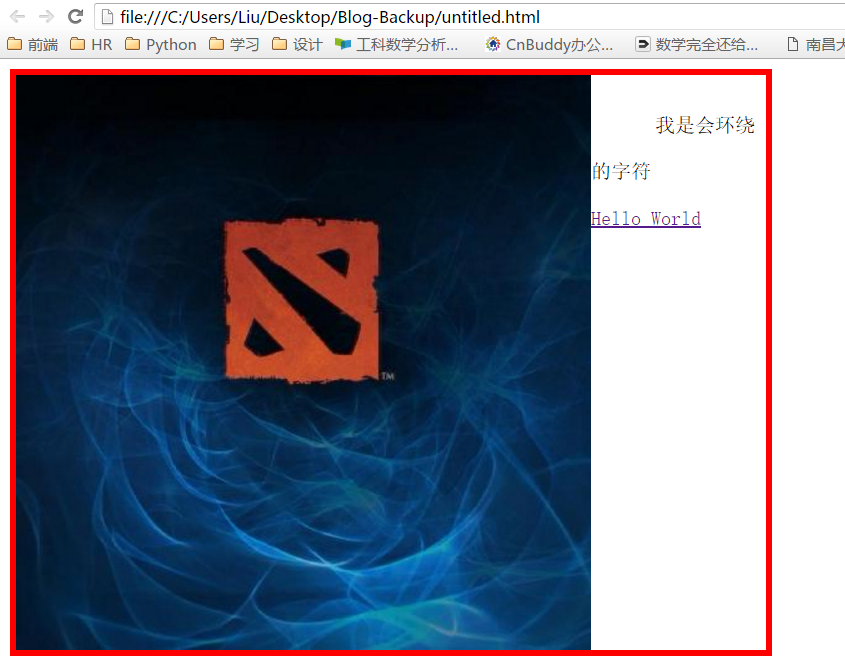 file:///C:/Users/Liu/Desktop/Blog-Backup/untitled.html
前端 HR Python 学习 设计 工科数学分析... CnBuddy办公... 数学完全还给... 南昌大
我是会环绕
的字符
Hello World
TM